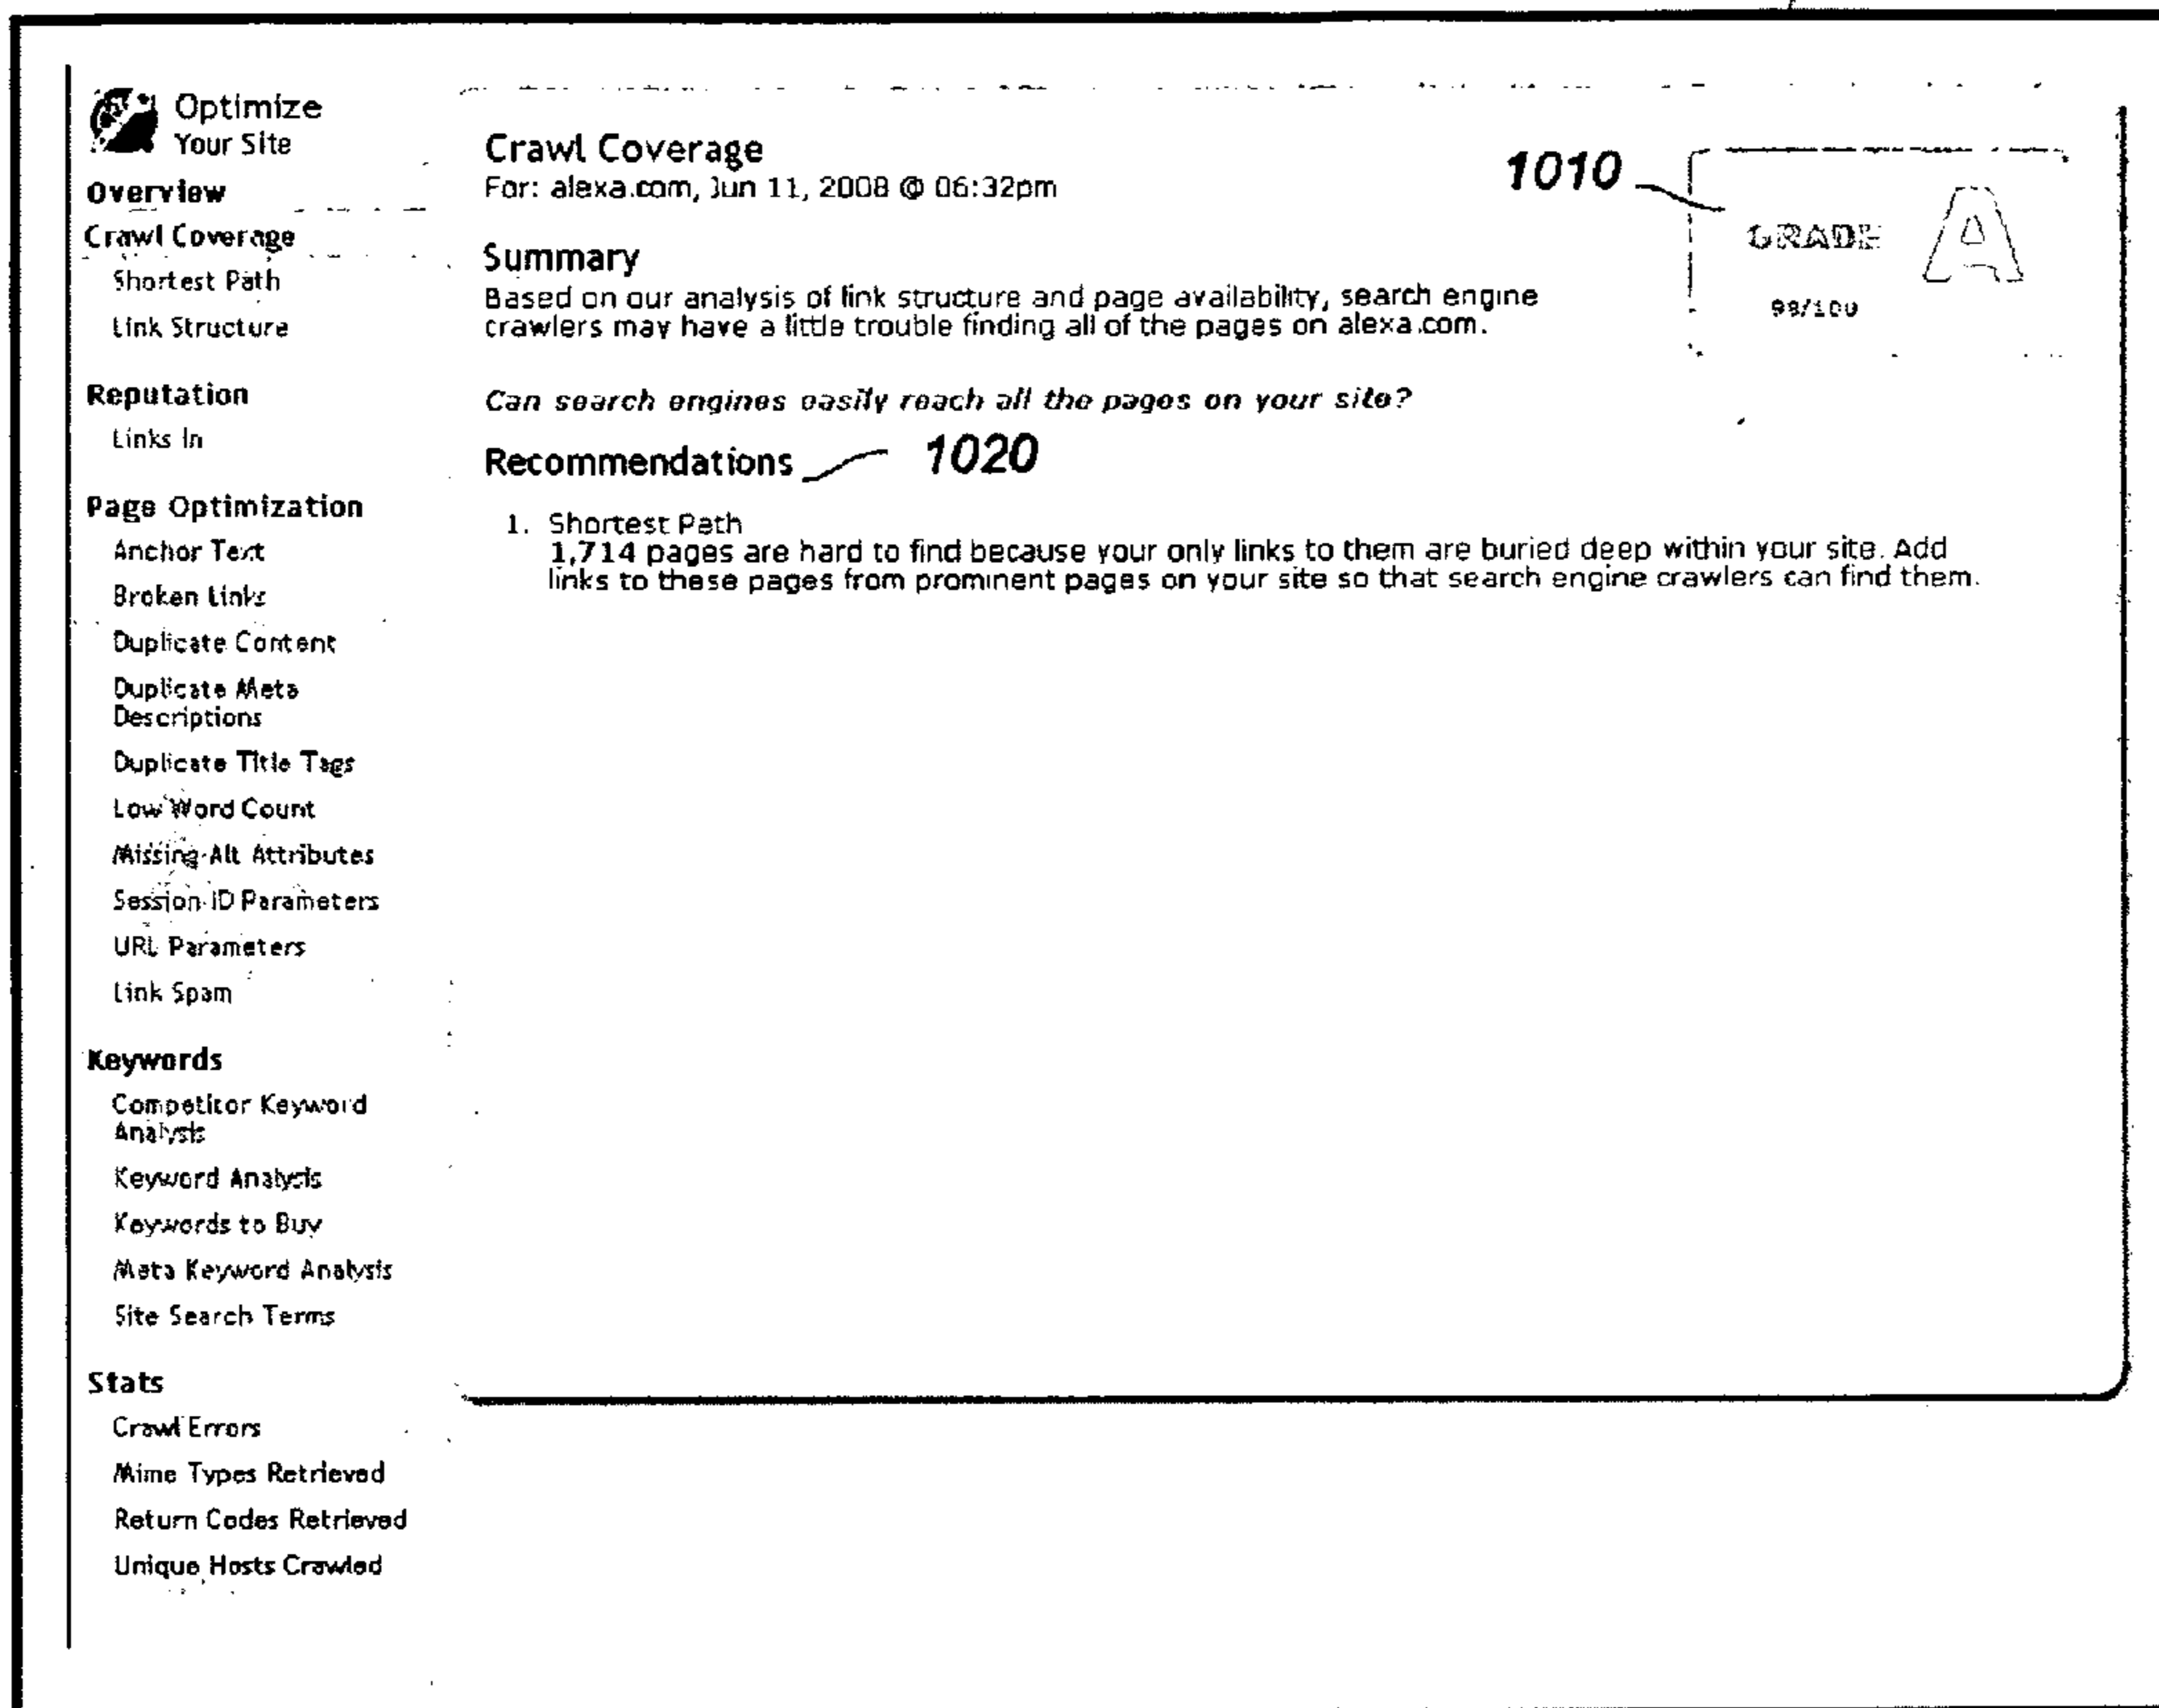 Optimize
Your Site
Overview
Crawl Coverage
Shortest Path
Link Structure
Reputation
Links In
Page Optimization
Anchor Text
Broken Links
Duplicate Content
Duplicate Meta
Descriptions
Duplicate Title Tags
Low Word Count
Missing Alt Attributes
Session ID Parameters
URL Parameters
Link Spam
Keywords
Competitor Keyword
Analysis
Keyword Analysis
Keywords to Buy
Meta Keyword Analysis
Site Search Terms
Stats
Crawl Errors
Mime Types Retrieved
Return Codes Retrieved
Unique Hosts Crawled
Crawl Coverage
For: alexa.com, Jun 11, 2008 @ 06:32pm
1010
GRADE A
Summary
Based on our analysis of link structure and page availability, search engine
crawlers may have a little trouble finding all of the pages on alexa.com.
Can search engines easily reach all the pages on your site?
Recommendations 1020
1. Shortest Path
1,714 pages are hard to find because your only links to them are buried deep within your site. Add
links to these pages from prominent pages on your site so that search engine crawlers can find them.